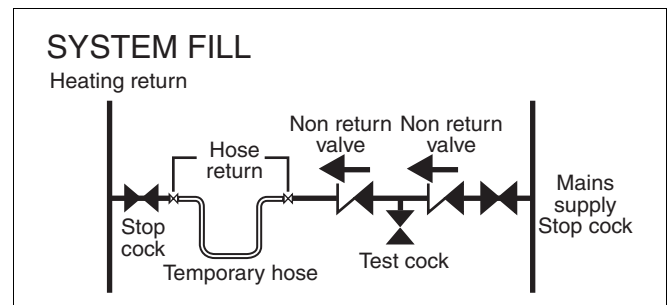 SYSTEM FILL
Heating return
Non return
valve
Non return
valve
Hose
return
Mains
supply
Stop cock
Stop
cock
Test cock
Temporary hose